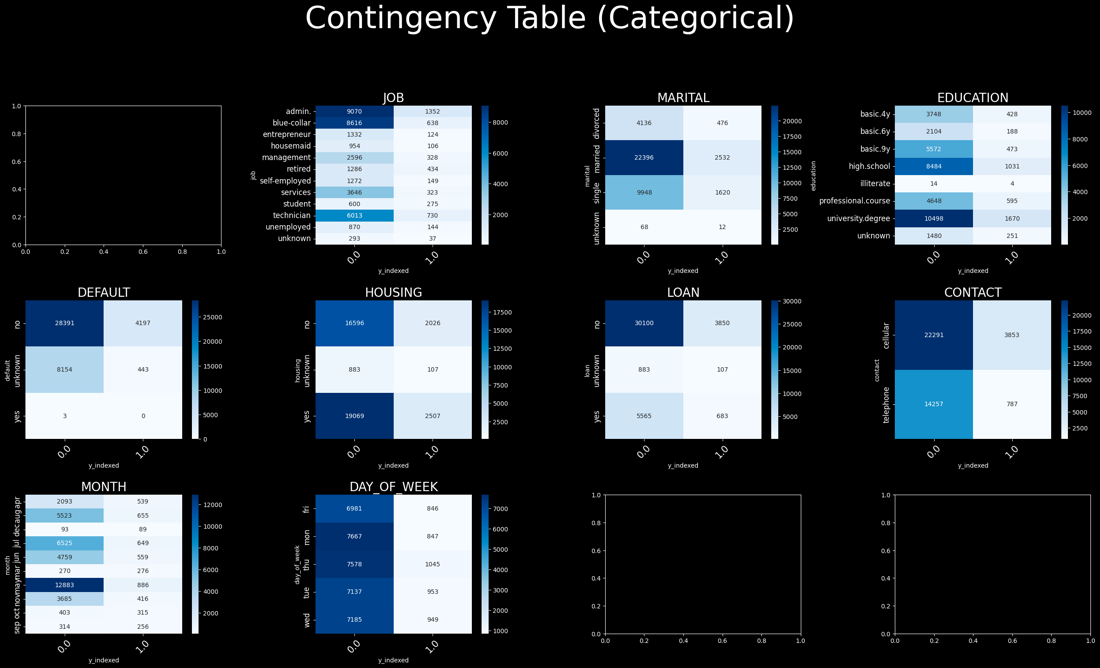 Contingency Table (Categorical)
1.0
0.8
0.6
0.4
0.2
0.0
0.0 0.2 0.4 0.6 0.8 1.0
JOB
job
admin. 9070 1352
blue-collar 8616 638
entrepreneur 1332 124
housemaid 954 106
management 2596 328
retired 1286 434
self-employed 1272 149
services 3646 323
student 600 275
technician 6013 730
unemployed 870 144
unknown 293 37
0.0 1.0
y_indexed
8000
6000
4000
2000
MARITAL
marital
divorced 4136 476
married 22396 2532
single 9948 1620
unknown 68 12
0.0 1.0
y_indexed
20000
17500
15000
12500
10000
7500
5000
2500
EDUCATION
education
basic.4y 3748 428
basic.6y 2104 188
basic.9y 5572 473
high.school 8484 1031
illiterate 14 4
professional.course 4648 595
university.degree 10498 1670
unknown 1480 251
0.0 1.0
y_indexed
10000
8000
6000
4000
2000
DEFAULT
default
no 28391 4197
unknown 8154 443
yes 3 0
0.0 1.0
y_indexed
25000
20000
15000
10000
5000
0
HOUSING
housing
no 16596 2026
unknown 883 107
yes 19069 2507
0.0 1.0
y_indexed
17500
15000
12500
10000
7500
5000
2500
LOAN
loan
no 30100 3850
unknown 883 107
yes 5565 683
0.0 1.0
y_indexed
30000
25000
20000
15000
10000
5000
CONTACT
contact
cellular 22291 3853
telephone 14257 787
0.0 1.0
y_indexed
20000
17500
15000
12500
10000
7500
5000
2500
MONTH
month
apr 2093 539
aug 5523 655
dec 93 89
jul 6525 649
jun 4759 559
mar 270 276
may 12883 886
nov 3685 416
oct 403 315
sep 314 256
0.0 1.0
y_indexed
12000
10000
8000
6000
4000
2000
DAY_OF_WEEK
day_of_week
fri 6981 846
mon 7667 847
thu 7578 1045
tue 7137 953
wed 7185 949
0.0 1.0
y_indexed
7000
6000
5000
4000
3000
2000
1000
1.0
0.8
0.6
0.4
0.2
0.0
0.0 0.2 0.4 0.6 0.8 1.0
1.0
0.8
0.6
0.4
0.2
0.0
0.0 0.2 0.4 0.6 0.8 1.0